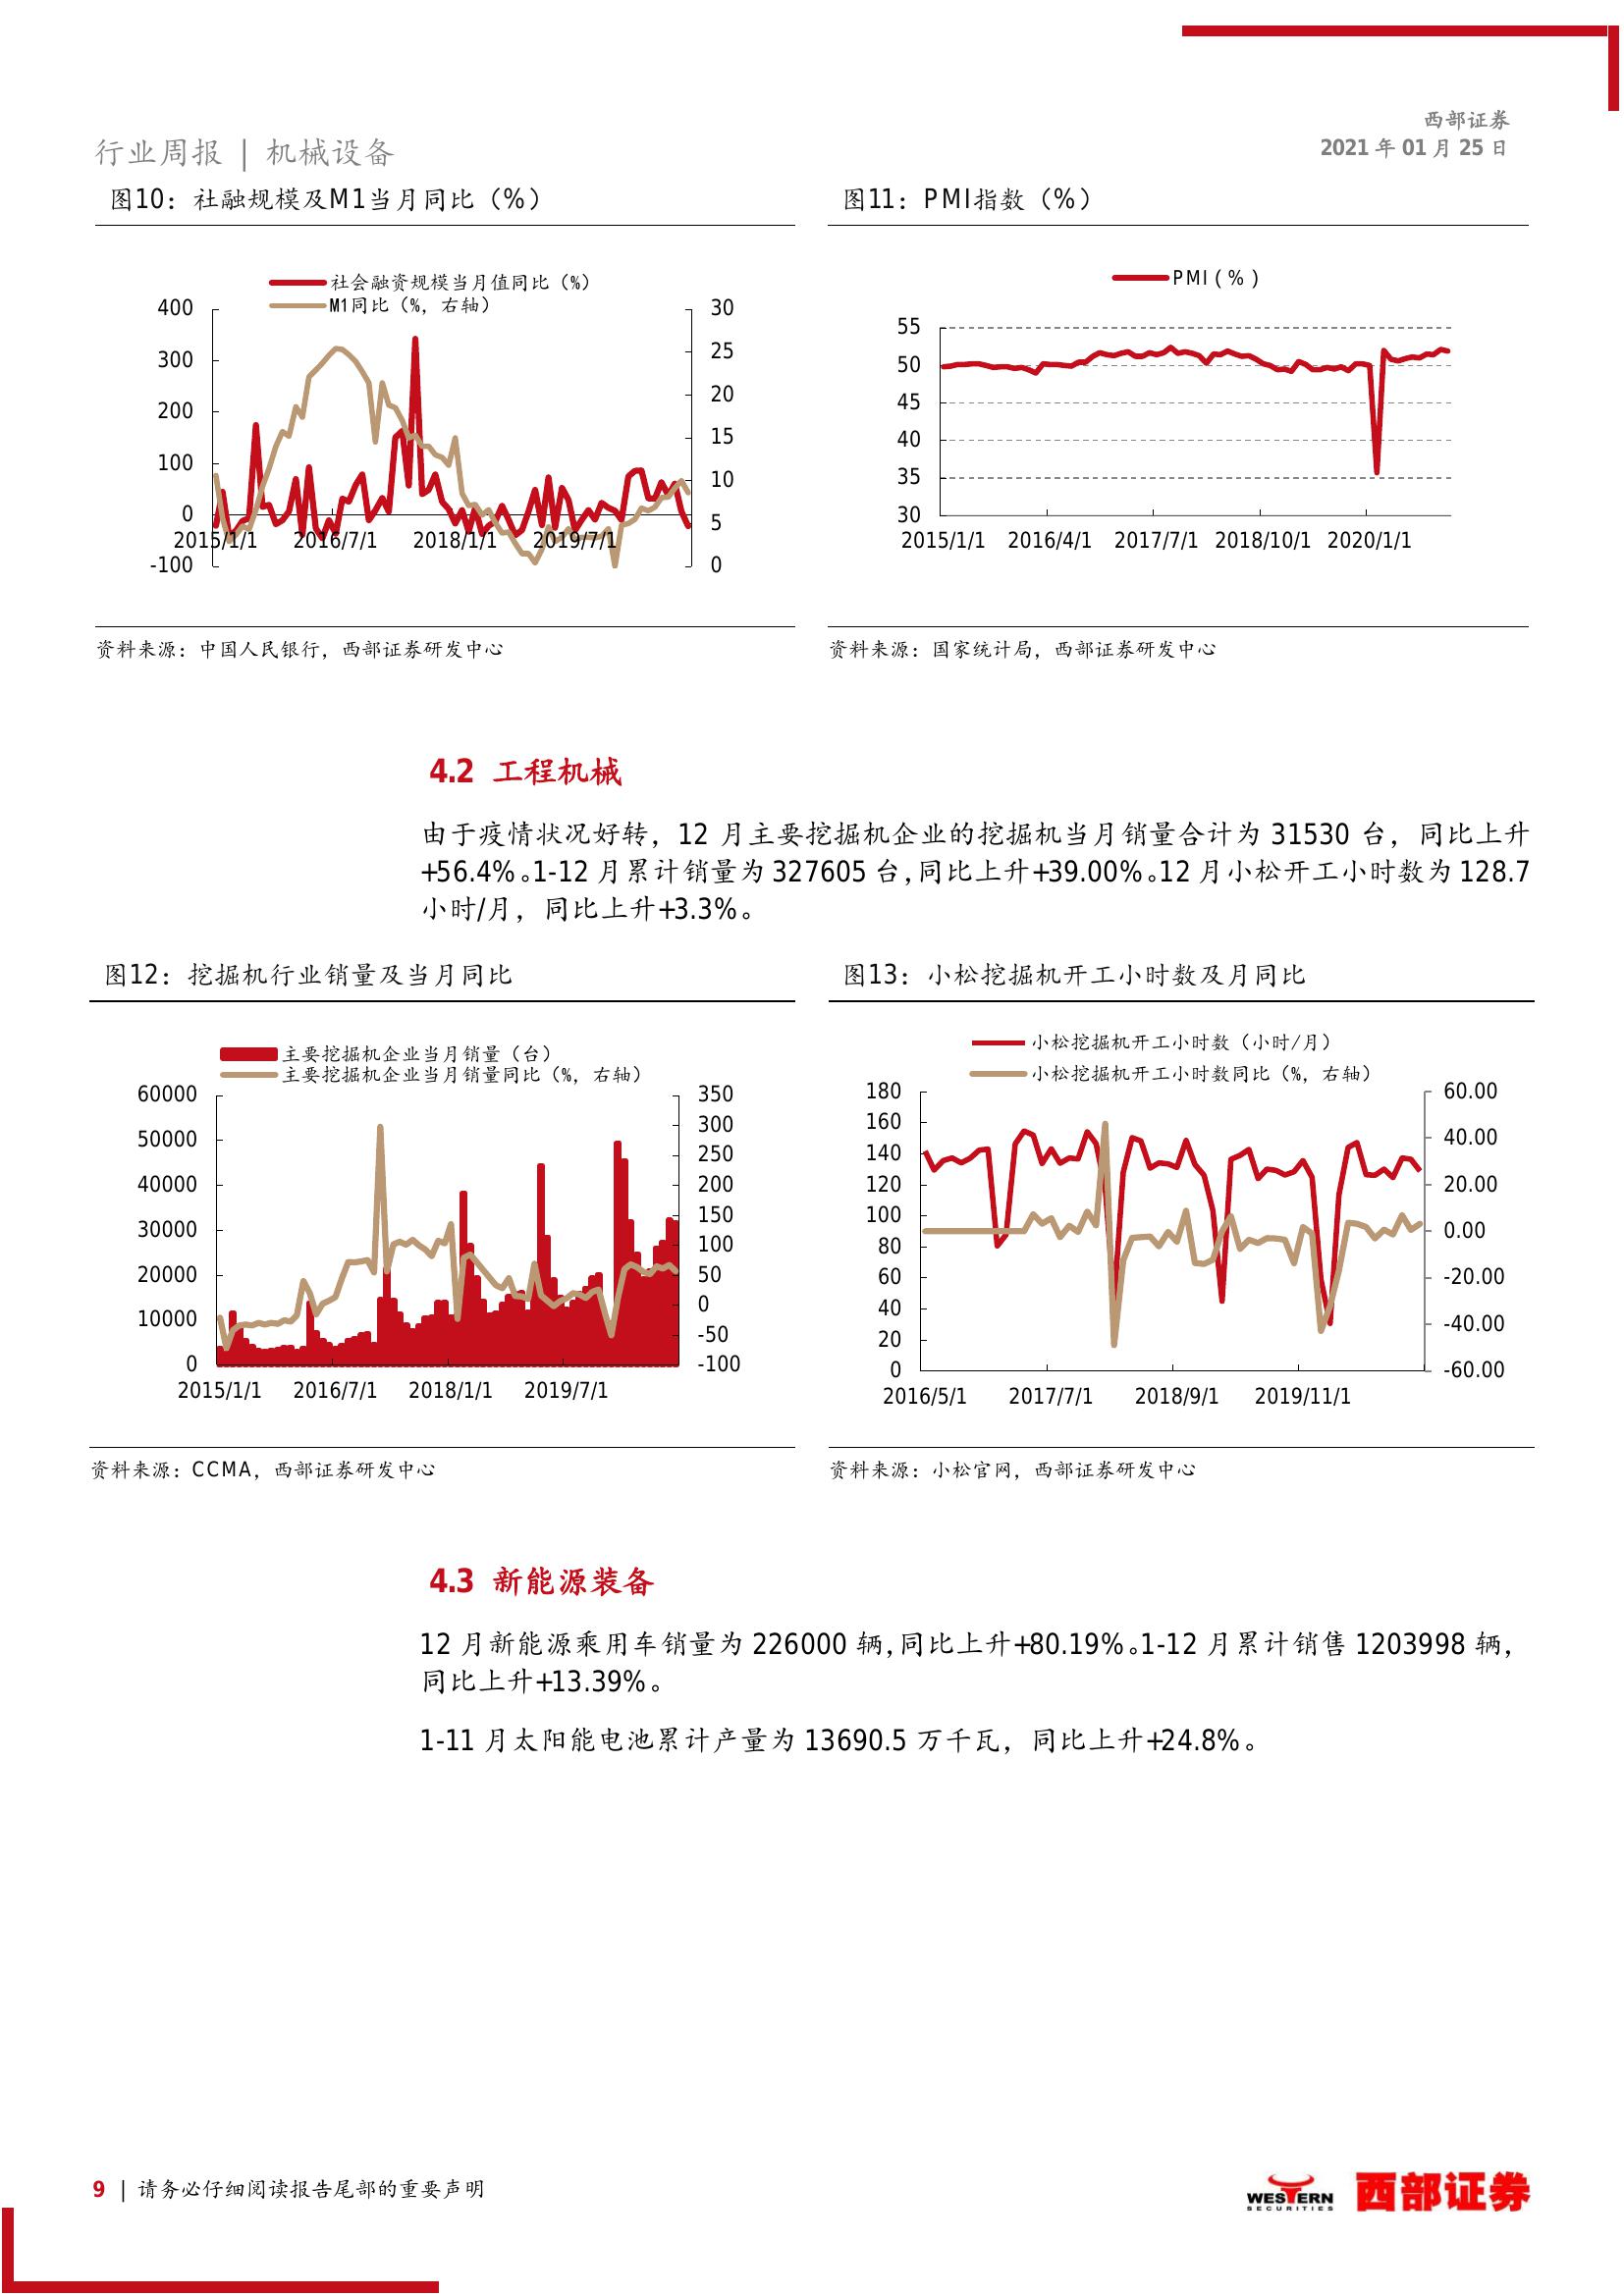 西部证券
2021 年 01 月 25 日
行业周报 | 机械设备
图10：社融规模及M1当月同比（%）
图11：PMI指数（%）
社会融资规模当月值同比（%）
M1同比（%，右轴）
400
300
200
100
0
-100
30
25
20
15
10
5
0
2015/1/1 2016/7/1 2018/1/1 2019/7/1
PMI（%）
55
50
45
40
35
30
2015/1/1 2016/4/1 2017/7/1 2018/10/1 2020/1/1
资料来源：中国人民银行，西部证券研发中心
资料来源：国家统计局，西部证券研发中心
4.2 工程机械
由于疫情状况好转，12 月主要挖掘机企业的挖掘机当月销量合计为 31530 台，同比上升
+56.4%。1-12 月累计销量为 327605 台，同比上升+39.00%。12 月小松开工小时数为 128.7
小时/月，同比上升+3.3%。
图12：挖掘机行业销量及当月同比
图13：小松挖掘机开工小时数及月同比
主要挖掘机企业当月销量（台）
主要挖掘机企业当月销量同比（%，右轴）
60000
50000
40000
30000
20000
10000
0
350
300
250
200
150
100
50
0
-50
-100
2015/1/1 2016/7/1 2018/1/1 2019/7/1
小松挖掘机开工小时数（小时/月）
小松挖掘机开工小时数同比（%，右轴）
180
160
140
120
100
80
60
40
20
0
60.00
40.00
20.00
0.00
-20.00
-40.00
-60.00
2016/5/1 2017/7/1 2018/9/1 2019/11/1
资料来源：CCMA，西部证券研发中心
资料来源：小松官网，西部证券研发中心
4.3 新能源装备
12 月新能源乘用车销量为 226000 辆，同比上升+80.19%。1-12 月累计销售 1203998 辆，
同比上升+13.39%。
1-11 月太阳能电池累计产量为 13690.5 万千瓦，同比上升+24.8%。
9 | 请务必仔细阅读报告尾部的重要声明
WESTERN
SECURITIES
西部证券